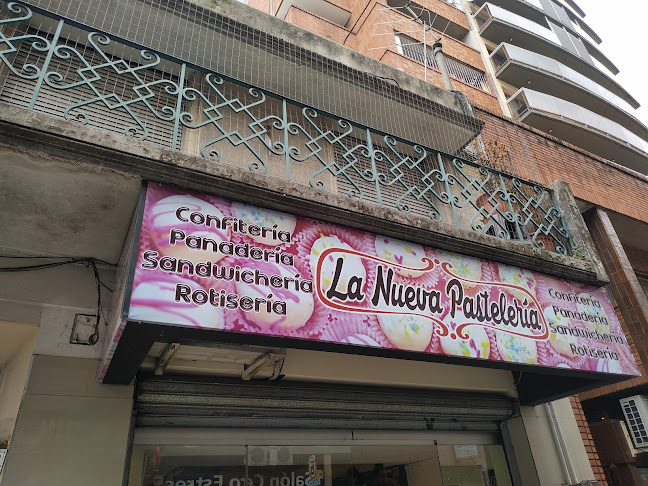 Confitería
Panadería
Sandwichería
Rotisería
La Nueva Pastelería
Confitería
Panadería
Sandwichería
Rotisería